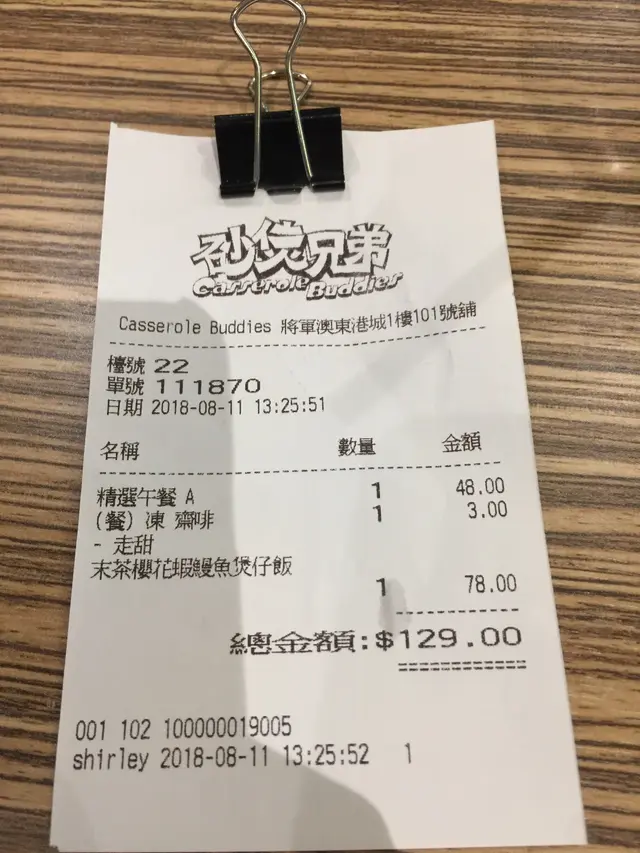 砂煲兄弟
Casserole Buddies
Casserole Buddies 將軍澳東港城1樓101號舖
檯號 22
單號 111870
日期 2018-08-11 13:25:51
名稱 數量 金額
精選午餐 A 1 48.00
(餐) 凍 齋啡 1 3.00
- 走甜
末茶櫻花蝦鰻魚煲仔飯
1 78.00
總金額:$129.00
001 102 100000019005
shirley 2018-08-11 13:25:52 1